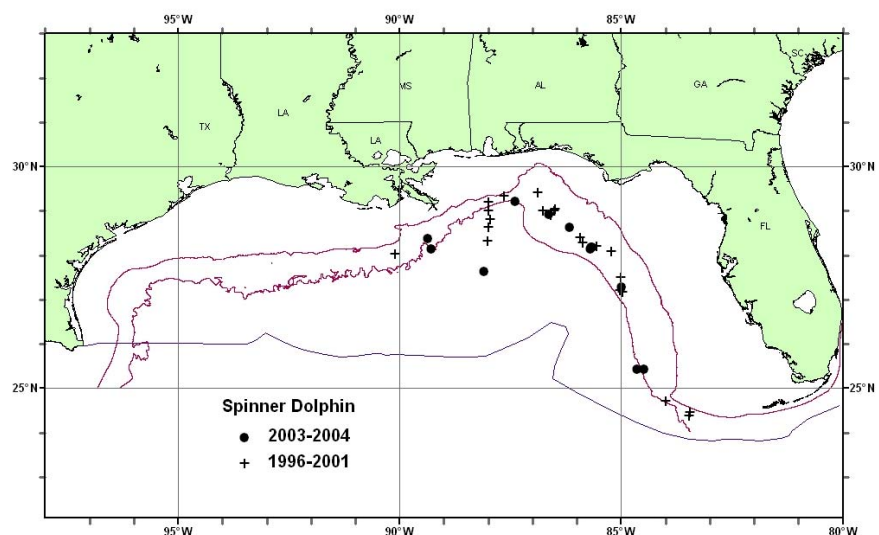 95°W 90°W 85°W
SC
MS AL GA
LA
TX LA
30°N 30°N
FL
25°N 25°N
Spinner Dolphin
2003-2004
1996-2001
95°W 90°W 85°W 80°W